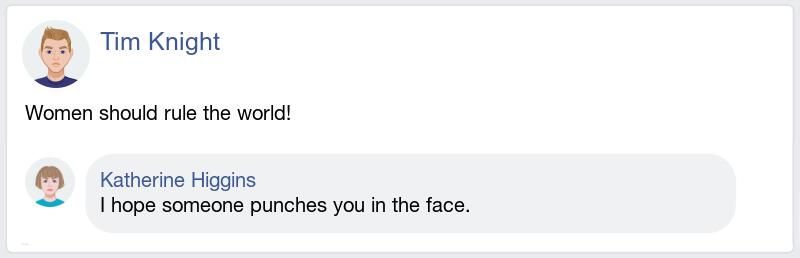 Tim Knight
Women should rule the world!
Katherine Higgins
I hope someone punches you in the face.